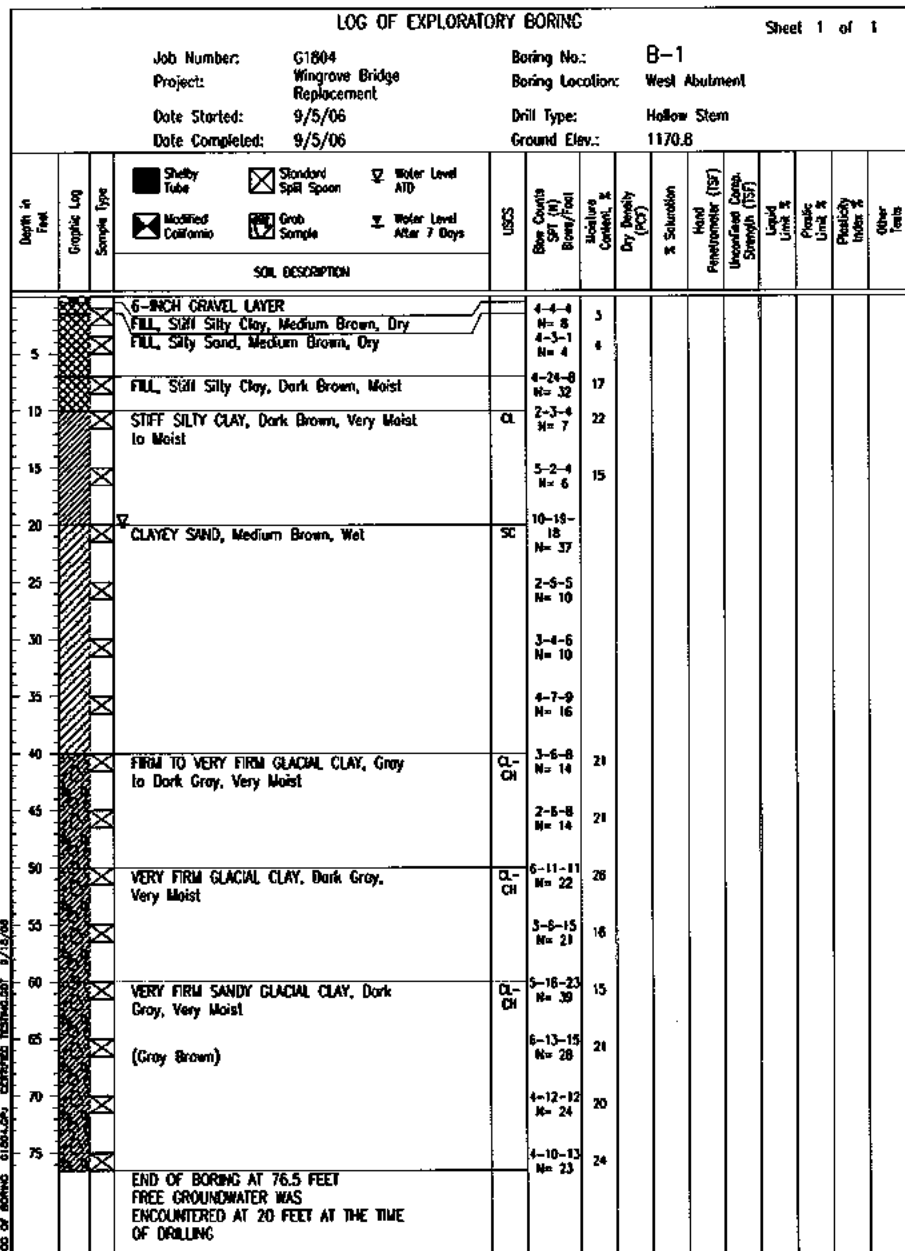 LOG OF EXPLORATORY BORING
Sheet 1 of 1
Job Number: G1804
Boring No.: B-1
Project: Wingrove Bridge Replacement
Boring Location: West Abutment
Date Started: 9/5/06
Drill Type: Hollow Stem
Date Completed: 9/5/06
Ground Elev.: 1170.8
Depth in Feet
Graphic Log
Sample Type
Shelby Tube
Standard Split Spoon
Water Level ATD
Modified California
Grab Sample
Water Level After 7 Days
SOIL DESCRIPTION
USCS
Blow Counts SPT (N) Blows/Foot
Moisture Content, %
Dry Density (PCF)
% Saturation
Hand Penetrometer (TSF)
Unconfined Comp. Strength (TSF)
Liquid Limit %
Plastic Limit %
Plasticity Index %
Other Tests
6-INCH GRAVEL LAYER
4-4-4
N= 8
FILL, Stiff Silty Clay, Medium Brown, Dry
FILL, Silty Sand, Medium Brown, Dry
4-3-1
N= 4
4
5
FILL, Stiff Silty Clay, Dark Brown, Moist
4-24-8
N= 32
17
10
STIFF SILTY CLAY, Dark Brown, Very Moist
to Moist
CL
2-3-4
N= 7
22
15
5-2-4
N= 6
15
20
CLAYEY SAND, Medium Brown, Wet
SC
10-19-
18
N= 37
25
2-5-5
N= 10
30
3-4-6
N= 10
35
4-7-9
N= 16
40
FIRM TO VERY FIRM GLACIAL CLAY, Gray
to Dark Gray, Very Moist
CL-
CH
3-6-8
N= 14
21
45
2-6-8
N= 14
21
50
VERY FIRM GLACIAL CLAY, Dark Gray,
Very Moist
CL-
CH
6-11-11
N= 22
26
55
N= 21
16
60
VERY FIRM SANDY GLACIAL CLAY, Dark
Gray, Very Moist
CL-
CH
5-16-23
N= 39
15
65
(Gray Brown)
6-13-15
N= 28
21
70
4-12-12
N= 24
20
75
4-10-13
N= 23
24
END OF BORING AT 76.5 FEET
FREE GROUNDWATER WAS
ENCOUNTERED AT 20 FEET AT THE TIME
OF DRILLING